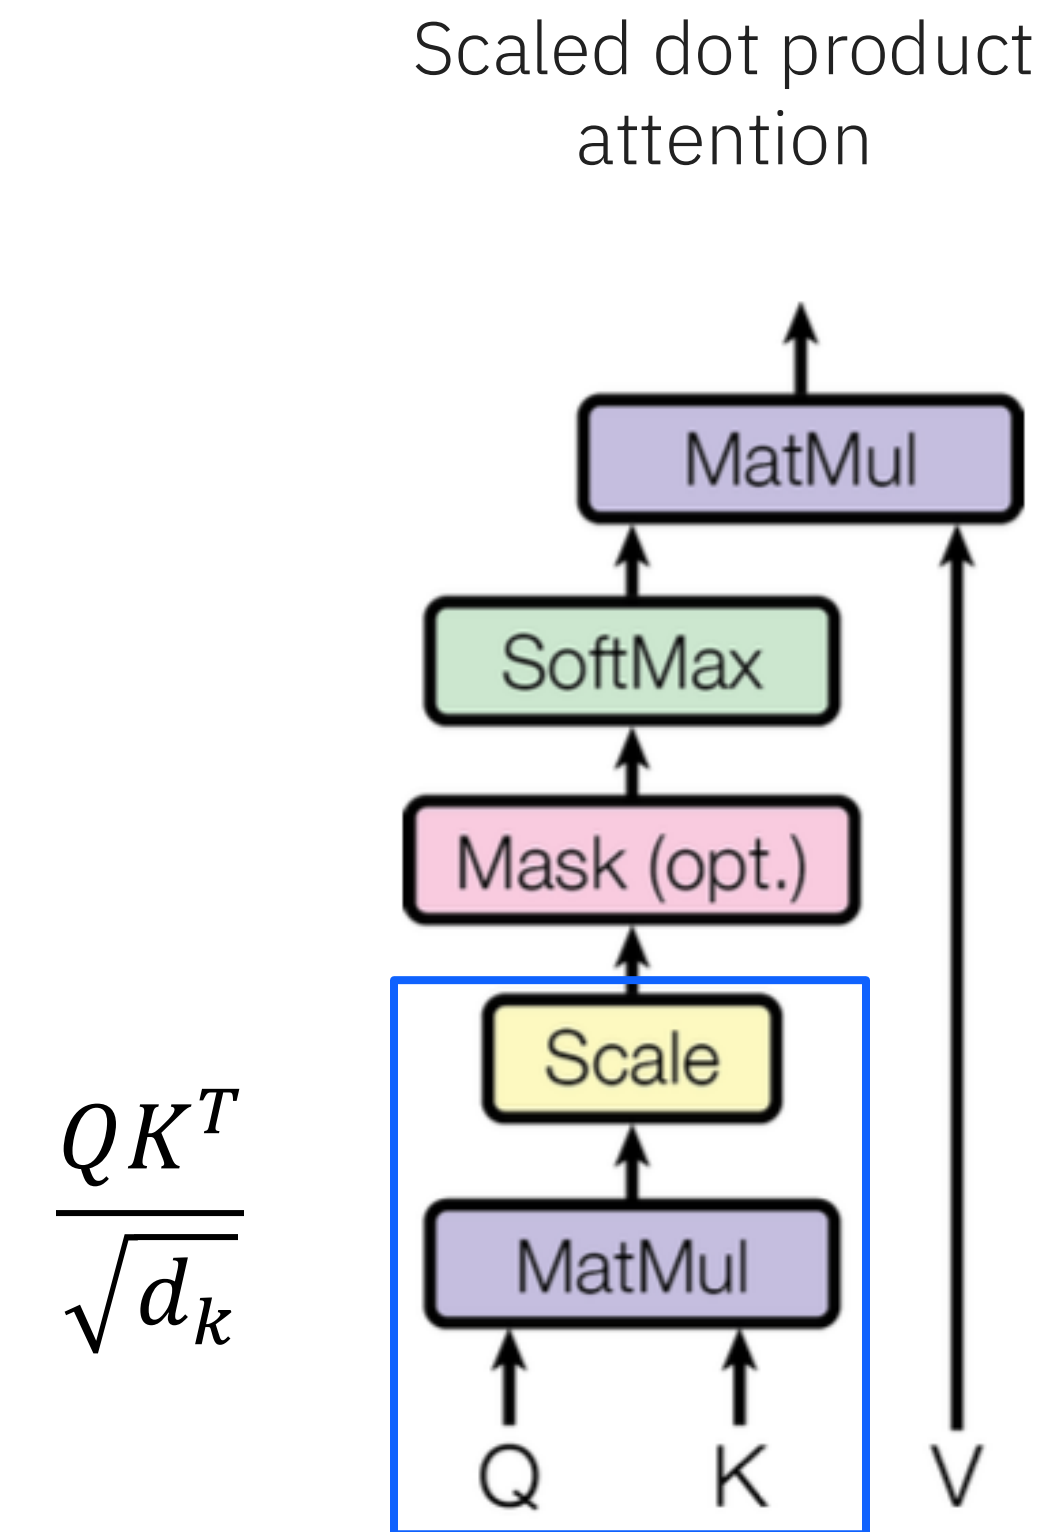 Scaled dot product
attention
MatMul
SoftMax
Mask (opt.)
Scale
QK^T
√d_k
MatMul
Q K V